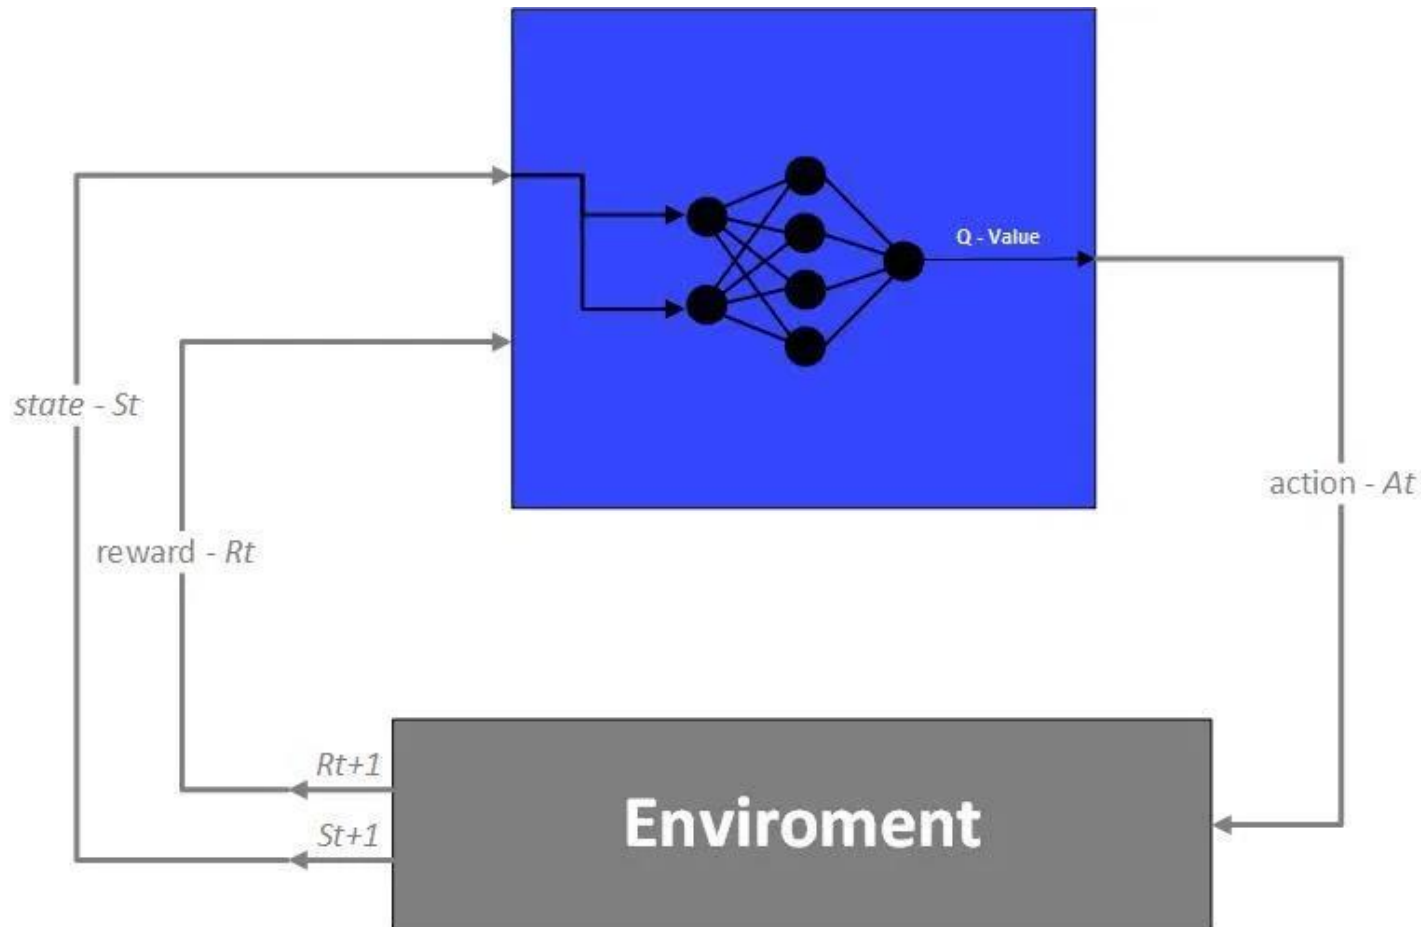 Q - Value
state - St
action - At
reward - Rt
Rt+1
Enviroment
St+1